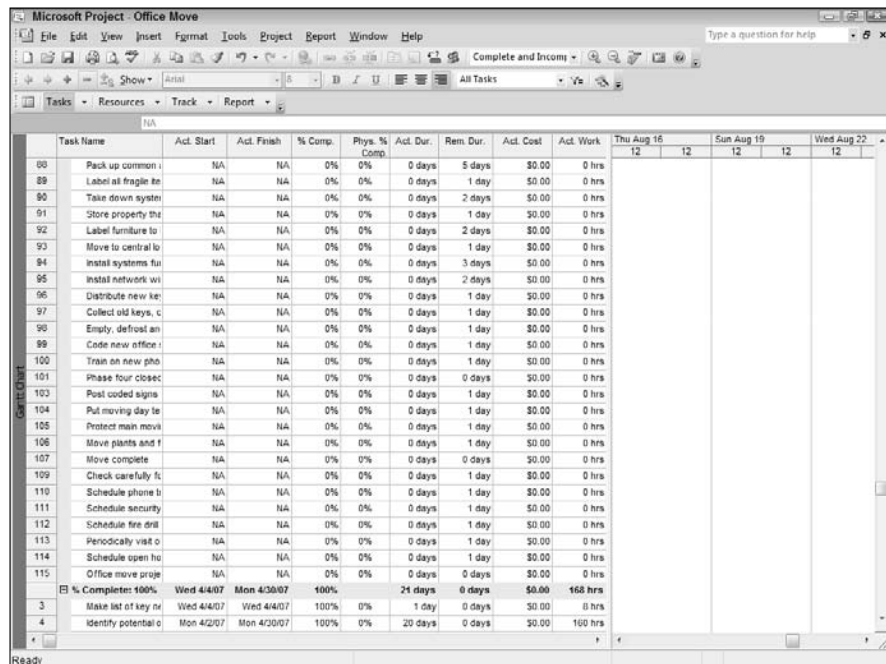 Microsoft Project - Office Move
File Edit View Insert Format Tools Project Report Window Help Type a question for help
Show Arial 8 B I U All Tasks
Complete and Incom
Tasks Resources Track Report
NA
Task Name Act. Start Act. Finish % Comp. Phys. % Comp. Act. Dur. Rem. Dur. Act. Cost Act. Work Thu Aug 16 Sun Aug 19 Wed Aug 22
12 12 12 12 12
88 Pack up common NA NA 0% 0% 0 days 5 days $0.00 0 hrs
89 Label all fragile ite NA NA 0% 0% 0 days 1 day $0.00 0 hrs
90 Take down syster NA NA 0% 0% 0 days 2 days $0.00 0 hrs
91 Store property tha NA NA 0% 0% 0 days 1 day $0.00 0 hrs
92 Label furniture to NA NA 0% 0% 0 days 2 days $0.00 0 hrs
93 Move to central lo NA NA 0% 0% 0 days 1 day $0.00 0 hrs
94 Install systems fur NA NA 0% 0% 0 days 3 days $0.00 0 hrs
95 Install network wi NA NA 0% 0% 0 days 2 days $0.00 0 hrs
96 Distribute new key NA NA 0% 0% 0 days 1 day $0.00 0 hrs
97 Collect old keys, c NA NA 0% 0% 0 days 1 day $0.00 0 hrs
98 Empty, defrost an NA NA 0% 0% 0 days 1 day $0.00 0 hrs
99 Code new office s NA NA 0% 0% 0 days 1 day $0.00 0 hrs
100 Train on new pho NA NA 0% 0% 0 days 1 day $0.00 0 hrs
101 Phase four closec NA NA 0% 0% 0 days 0 days $0.00 0 hrs
103 Post coded signs NA NA 0% 0% 0 days 1 day $0.00 0 hrs
104 Put moving day te NA NA 0% 0% 0 days 1 day $0.00 0 hrs
105 Protect main movi NA NA 0% 0% 0 days 1 day $0.00 0 hrs
106 Move plants and f NA NA 0% 0% 0 days 1 day $0.00 0 hrs
107 Move complete NA NA 0% 0% 0 days 0 days $0.00 0 hrs
109 Check carefully fo NA NA 0% 0% 0 days 1 day $0.00 0 hrs
110 Schedule phone tr NA NA 0% 0% 0 days 1 day $0.00 0 hrs
111 Schedule security NA NA 0% 0% 0 days 1 day $0.00 0 hrs
112 Schedule fire drill NA NA 0% 0% 0 days 1 day $0.00 0 hrs
113 Periodically visit o NA NA 0% 0% 0 days 1 day $0.00 0 hrs
114 Schedule open ho NA NA 0% 0% 0 days 1 day $0.00 0 hrs
115 Office move proje NA NA 0% 0% 0 days 0 days $0.00 0 hrs
% Complete: 100% Wed 4/4/07 Mon 4/30/07 100% 21 days 0 days $0.00 168 hrs
3 Make list of key ne Wed 4/4/07 Wed 4/4/07 100% 0% 1 day 0 days $0.00 8 hrs
4 Identify potential o Mon 4/2/07 Mon 4/30/07 100% 0% 20 days 0 days $0.00 160 hrs
Gantt Chart
Ready